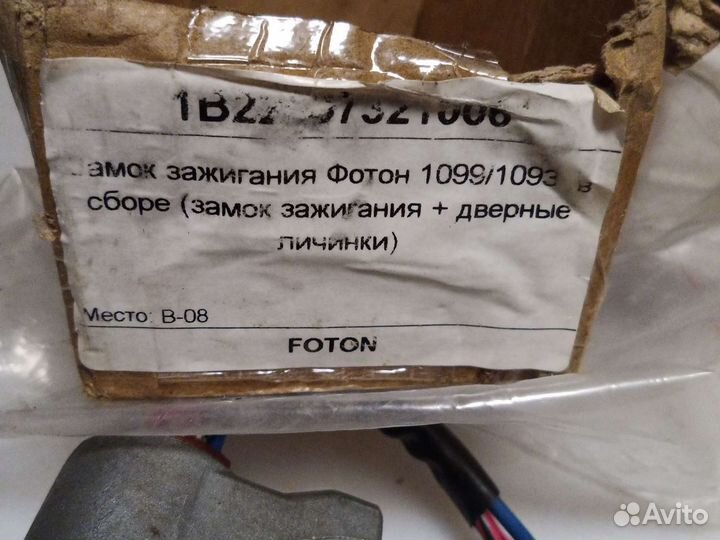 замок зажигания Фотон 1099/1093 в
сборе (замок зажигания + дверные
личинки)
Место: В-08
FOTON
Avito